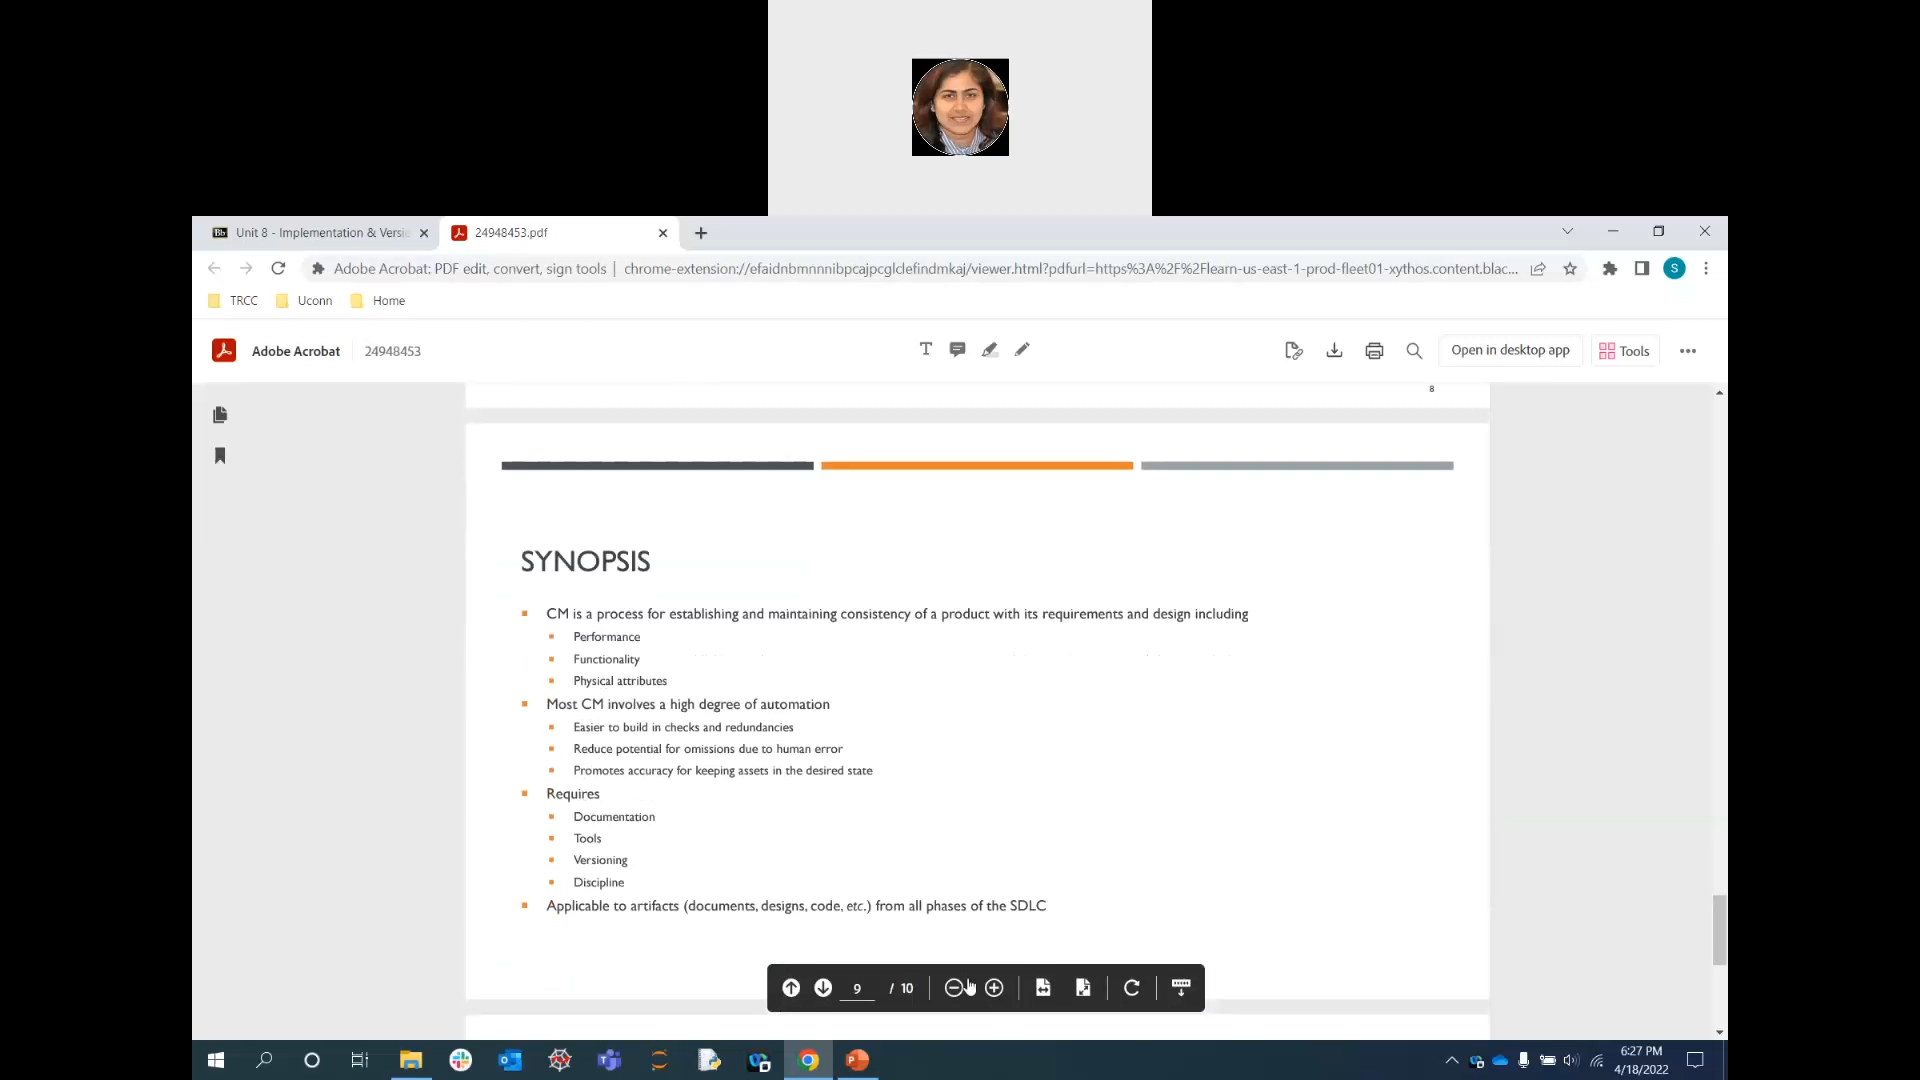 Bb Unit 8 - Implementation & Versi
24948453.pdf
Adobe Acrobat: PDF edit, convert, sign tools | chrome-extension://efaidnbmnnnibpcajpcglclefindmkaj/viewer.html?pdfurl=https%3A%2F%2Flearn-us-east-1-prod-fleet01-xythos.content.blac...
S
TRCC Uconn Home
Adobe Acrobat 24948453
Open in desktop app Tools
8
SYNOPSIS
CM is a process for establishing and maintaining consistency of a product with its requirements and design including
Performance
Functionality
Physical attributes
Most CM involves a high degree of automation
Easier to build in checks and redundancies
Reduce potential for omissions due to human error
Promotes accuracy for keeping assets in the desired state
Requires
Documentation
Tools
Versioning
Discipline
Applicable to artifacts (documents, designs, code, etc.) from all phases of the SDLC
9 / 10
6:27 PM
4/18/2022